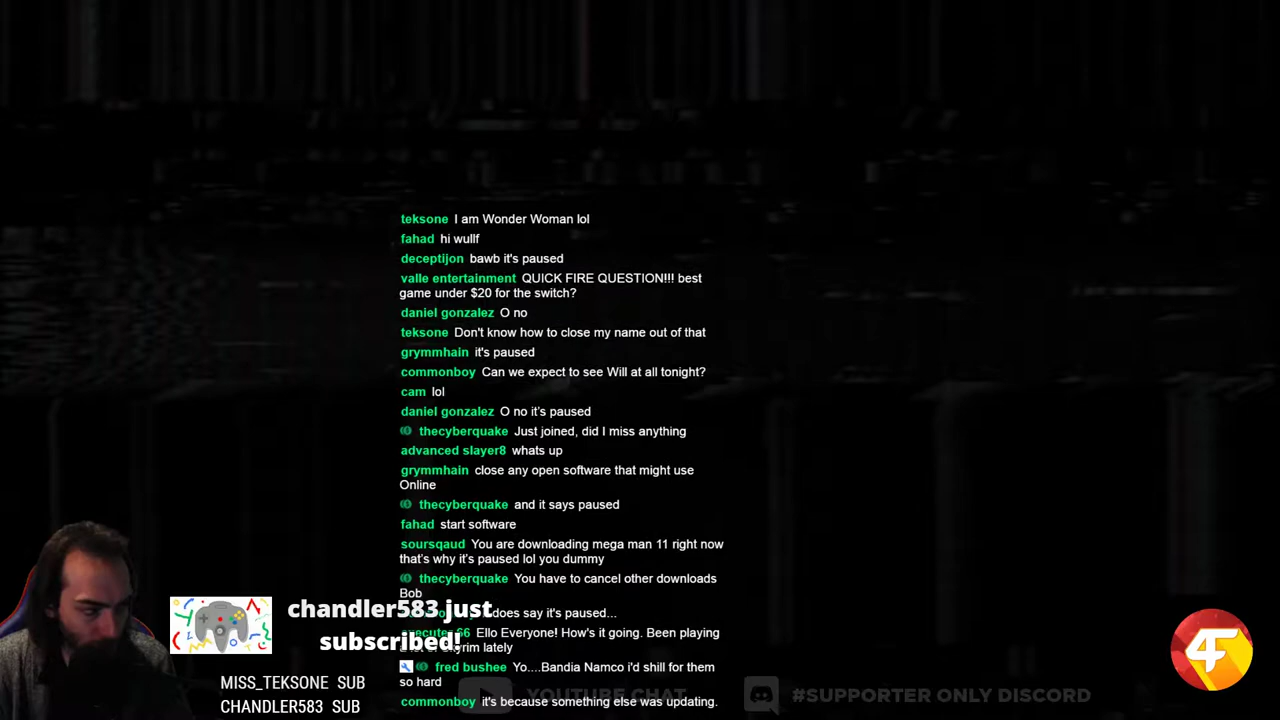 teksone I am Wonder Woman lol
fahad hi wullf
deceptijon bawb it's paused
valle entertainment QUICK FIRE QUESTION!!! best
game under $20 for the switch?
daniel gonzalez O no
teksone Don't know how to close my name out of that
grymmhain it's paused
commonboy Can we expect to see Will at all tonight?
cam lol
daniel gonzalez O no it's paused
thecyberquake Just joined, did I miss anything
advanced slayer8 whats up
grymmhain close any open software that might use
Online
thecyberquake and it says paused
fahad start software
soursqaud You are downloading mega man 11 right now
that's why it's paused lol you dummy
thecyberquake You have to cancel other downloads
Bob
does say it's paused...
Ello Everyone! How's it going. Been playing
lately
fred bushee Yo....Bandia Namco i'd shill for them
so hard
commonboy it's because something else was updating.
chandler583 just
subscribed!
MISS_TEKSONE SUB
CHANDLER583 SUB
YOUTUBE CHAT
#SUPPORTER ONLY DISCORD
4F